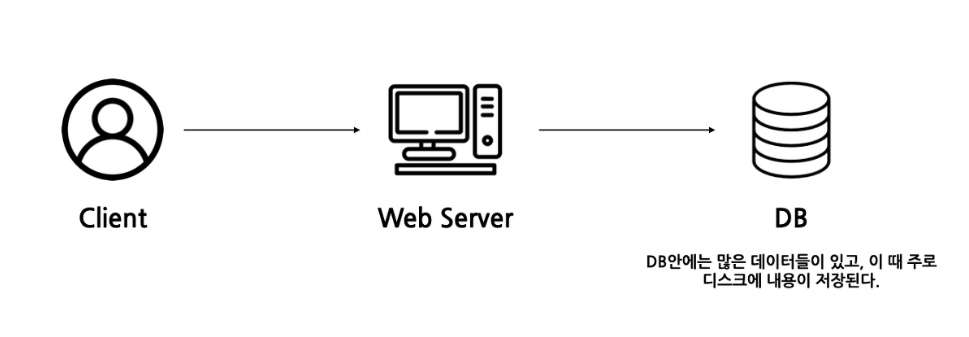 Client
Web Server
DB
DB안에는 많은 데이터들이 있고, 이 때 주로
디스크에 내용이 저장된다.